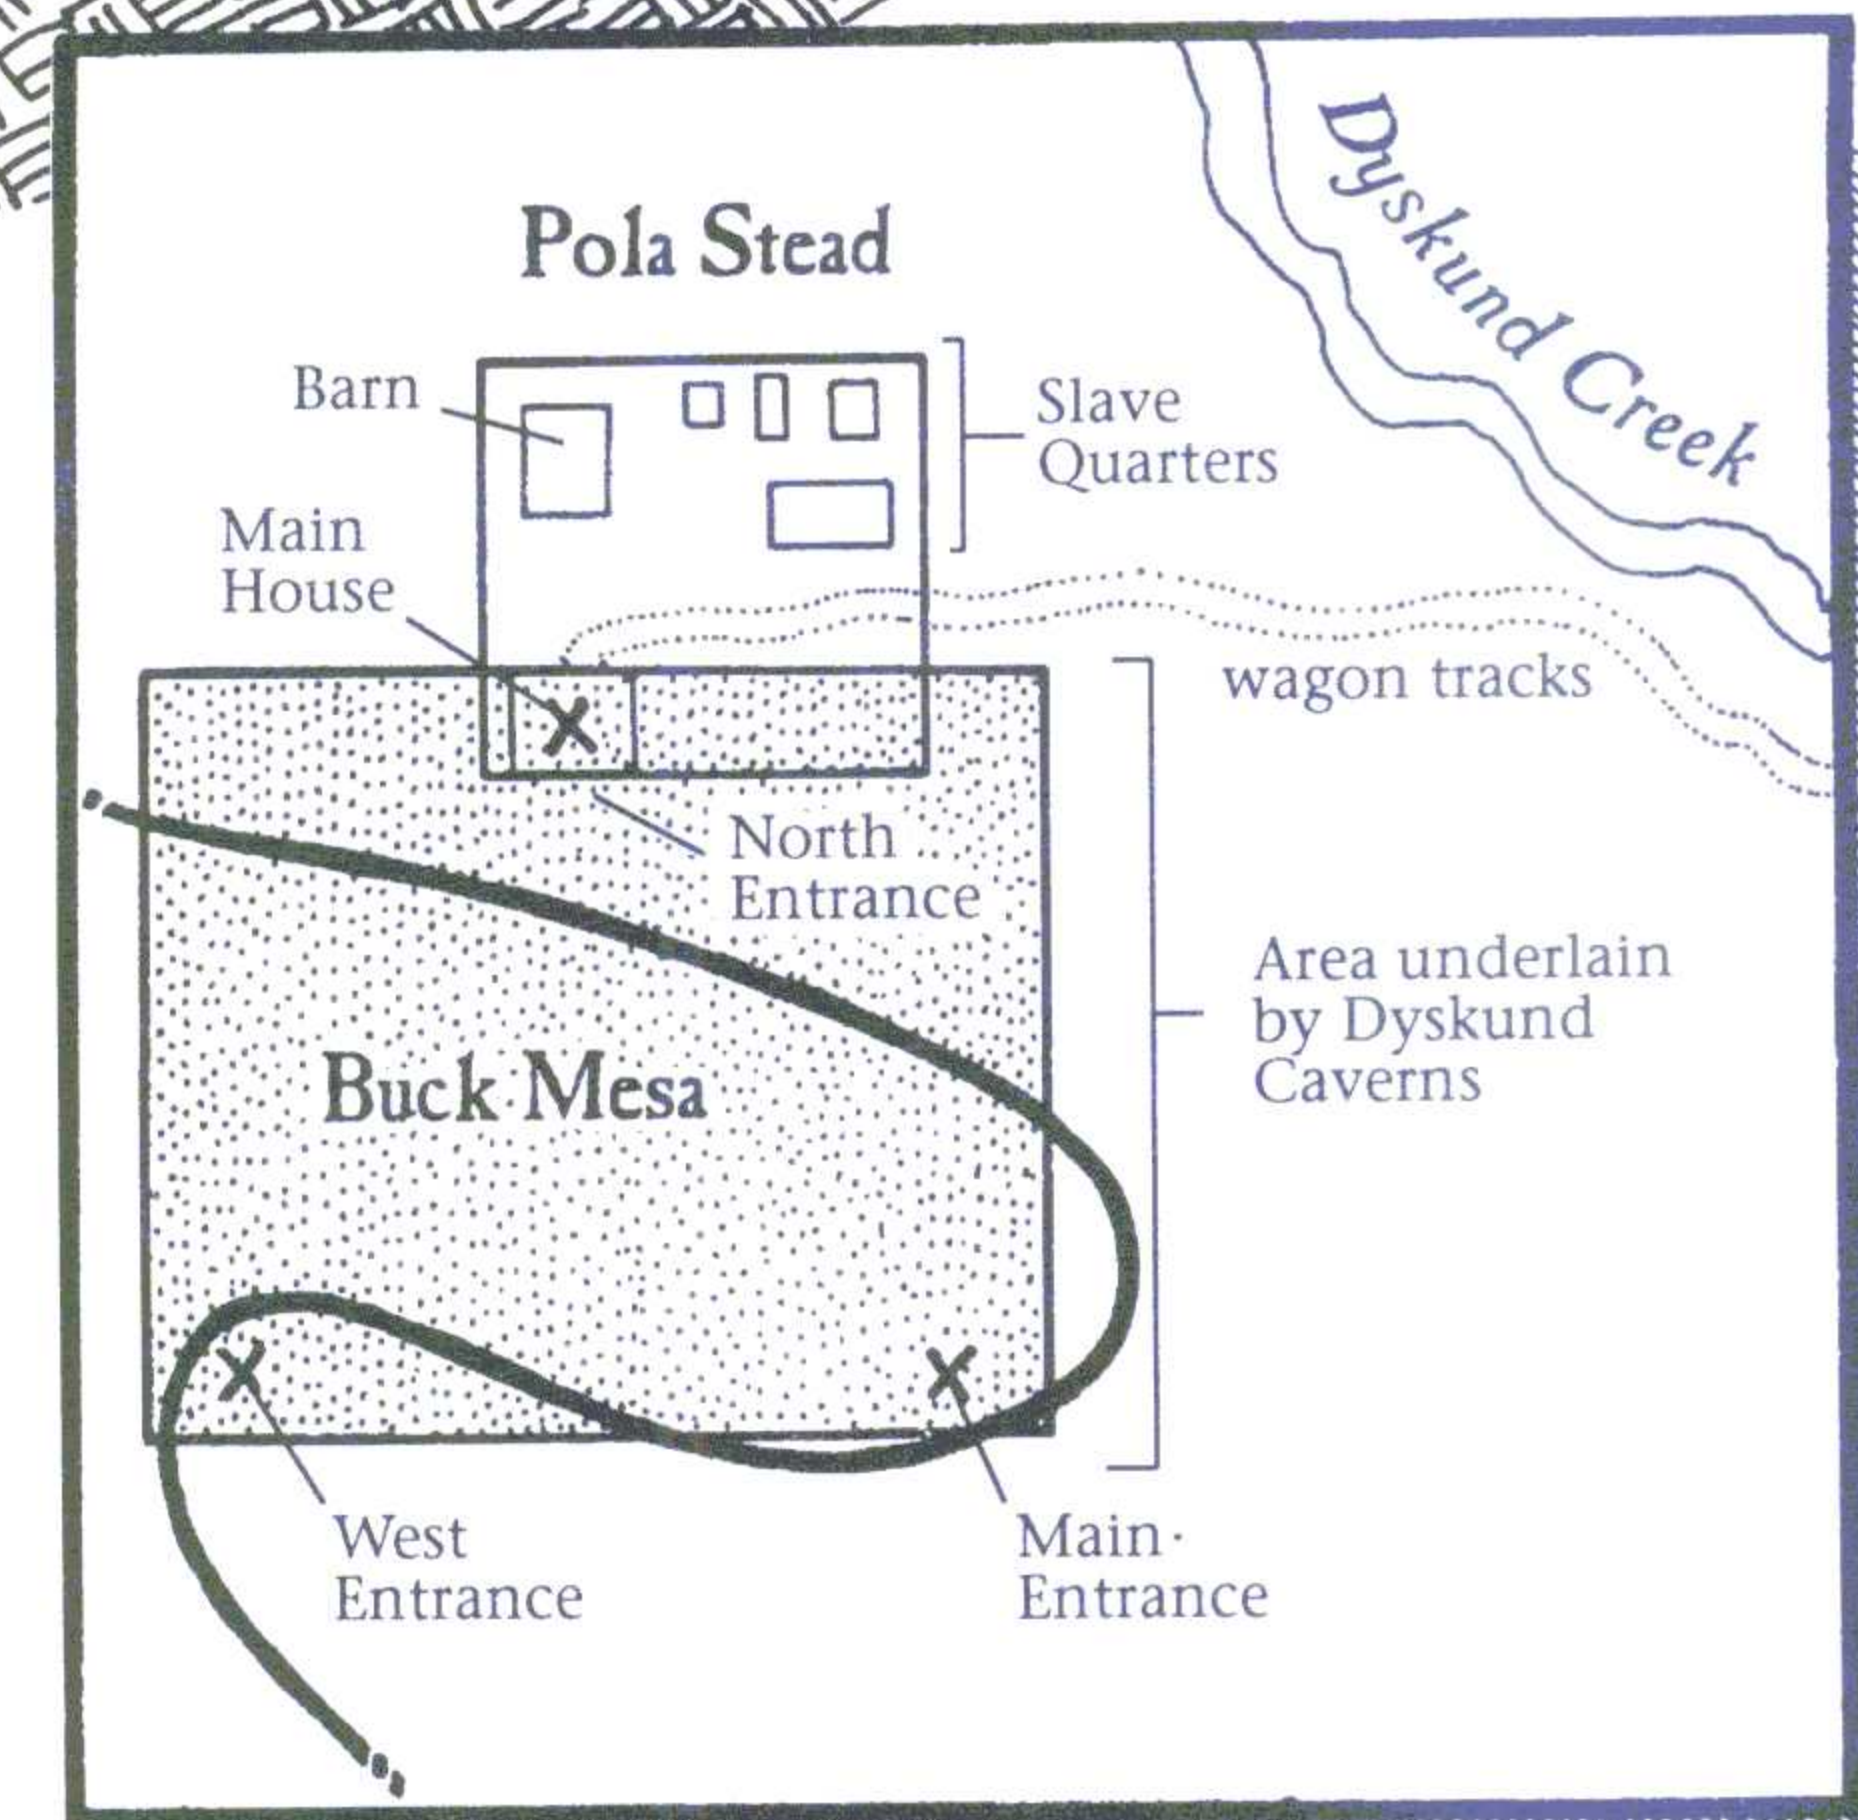 Dyskund Creek
Pola Stead
Barn
Slave
Quarters
Main
House
wagon tracks
North
Entrance
Area underlain
by Dyskund
Caverns
Buck Mesa
West
Entrance
Main
Entrance